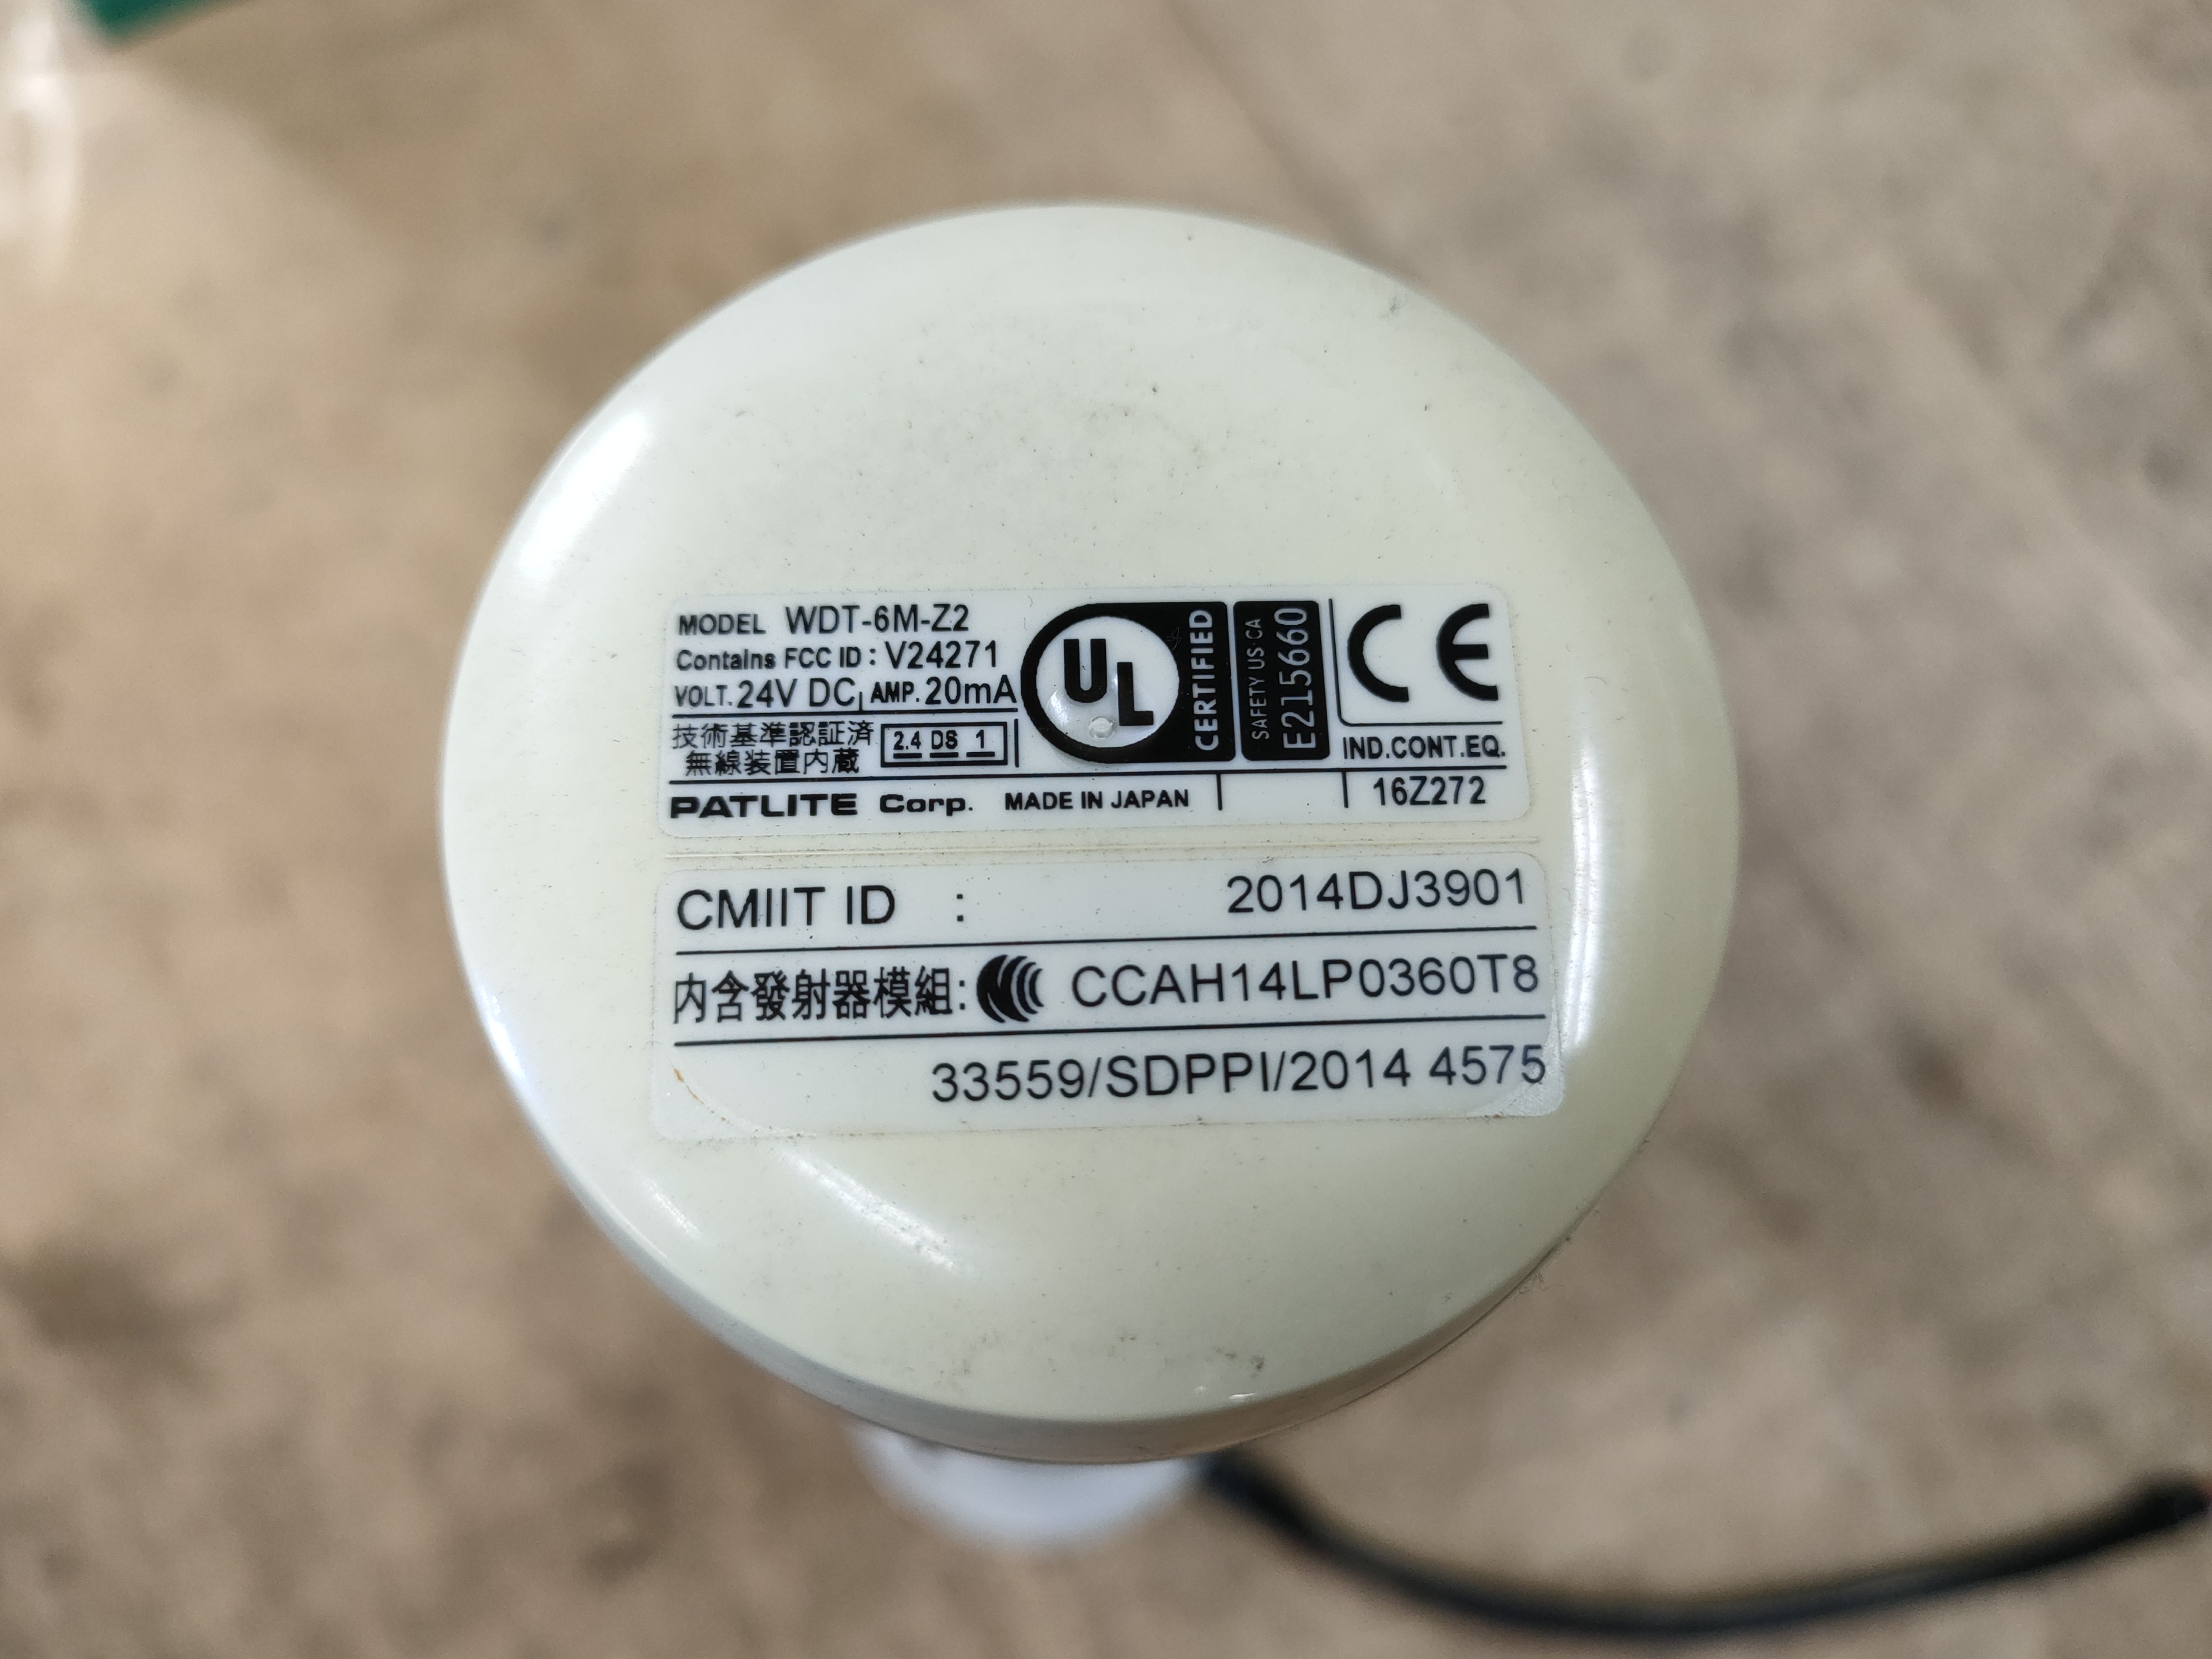 MODEL WDT-6M-Z2
Contains FCC ID : V24271
VOLT. 24V DC AMP. 20mA
技術基準認証済
無線装置内蔵
2.4 DS 1
UL CERTIFIED
SAFETY US·CA
E215660
CE
IND.CONT.EQ.
PATLITE Corp. MADE IN JAPAN 16Z272
CMIIT ID : 2014DJ3901
內含發射器模組: CCAH14LP0360T8
33559/SDPPI/2014 4575